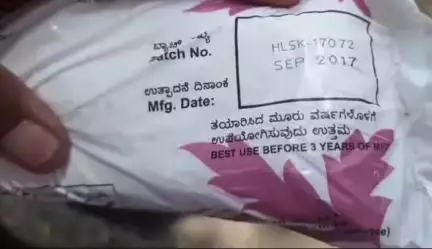 ಬ್ಯಾಚ್
Batch No.
HLSK-17072
SEP 2017
ಉತ್ಪಾದನೆ ದಿನಾಂಕ
Mfg. Date:
ತಯಾರಿಸಿದ ಮೂರು ವರ್ಷಗಳೊಳಗೆ
ಉಪಯೋಗಿಸುವುದು ಉತ್ತಮ
BEST USE BEFORE 3 YEARS OF